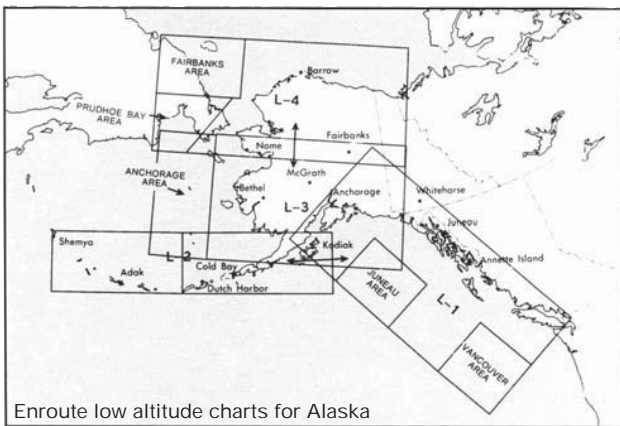 FAIRBANKS
AREA
Barrow
L-4
PRUDHOE BAY
AREA
Nome
Fairbanks
McGrath
ANCHORAGE
AREA
Bethel
Anchorage
Whitehorse
L-3
Juneau
Shemya
Kodiak
Annette Island
L-2
Cold Bay
Adak
Dutch Harbor
JUNEAU
AREA
L-1
VANCOUVER
AREA
Enroute low altitude charts for Alaska